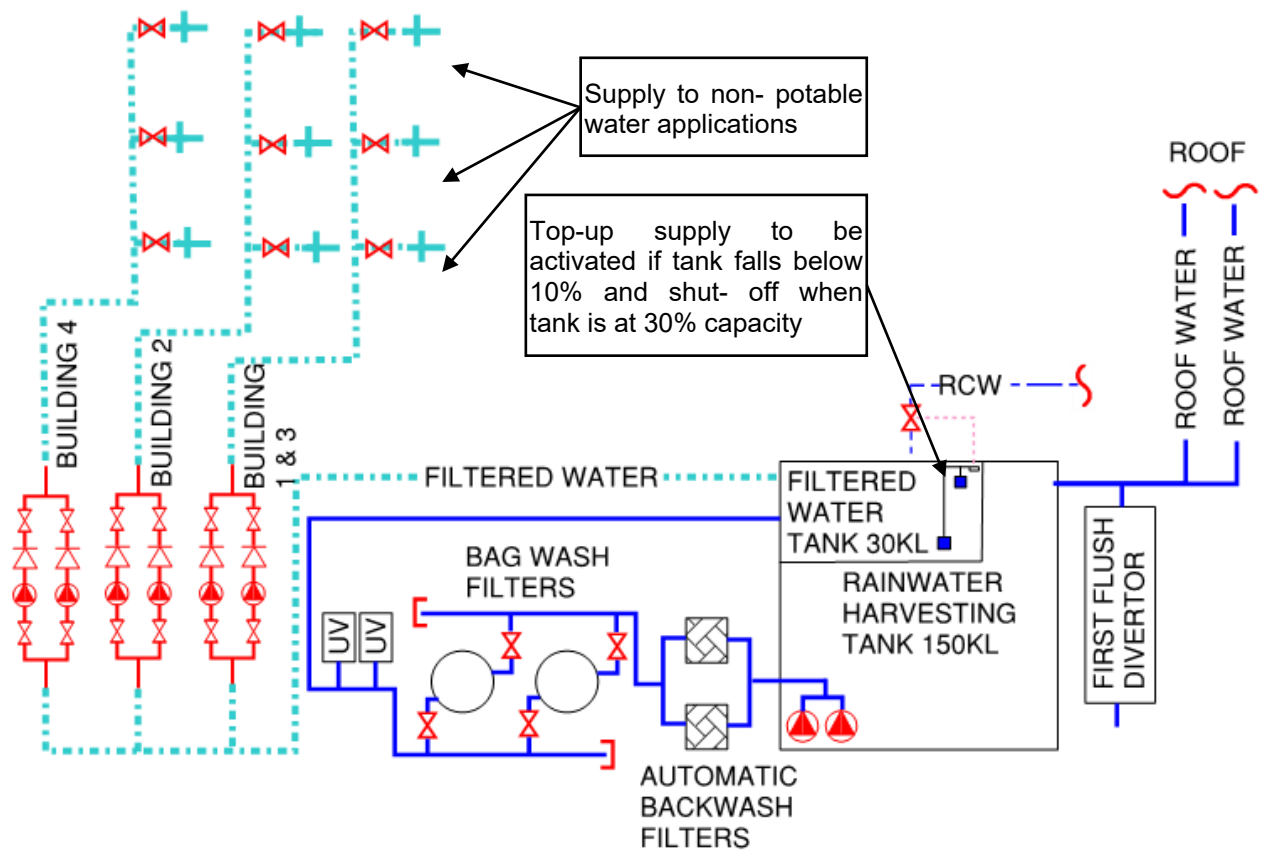 Supply to non- potable
water applications
ROOF
Top-up supply to be
activated if tank falls below
10% and shut- off when
tank is at 30% capacity
ROOF WATER
ROOF WATER
BUILDING 4
BUILDING 2
BUILDING
1 & 3
RCW
FILTERED WATER
FILTERED
WATER
TANK 30KL
BAG WASH
FILTERS
RAINWATER
HARVESTING
TANK 150KL
FIRST FLUSH
DIVERTOR
UV
UV
AUTOMATIC
BACKWASH
FILTERS